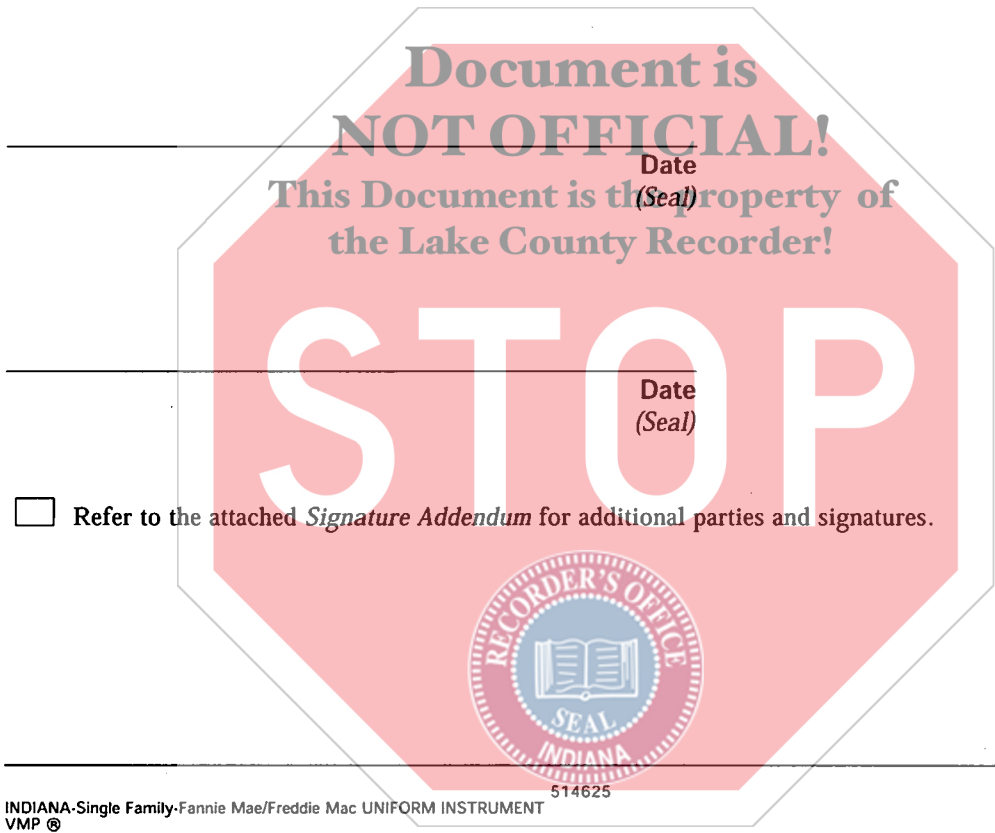 Document is
NOT OFFICIAL!
Date
This Document is the property of
(Seal)
the Lake County Recorder!
STOP
Date
(Seal)
Refer to the attached Signature Addendum for additional parties and signatures.
RECORDER'S OFFICE
SEAL
INDIANA
514625
INDIANA-Single Family-Fannie Mae/Freddie Mac UNIFORM INSTRUMENT
VMP ®